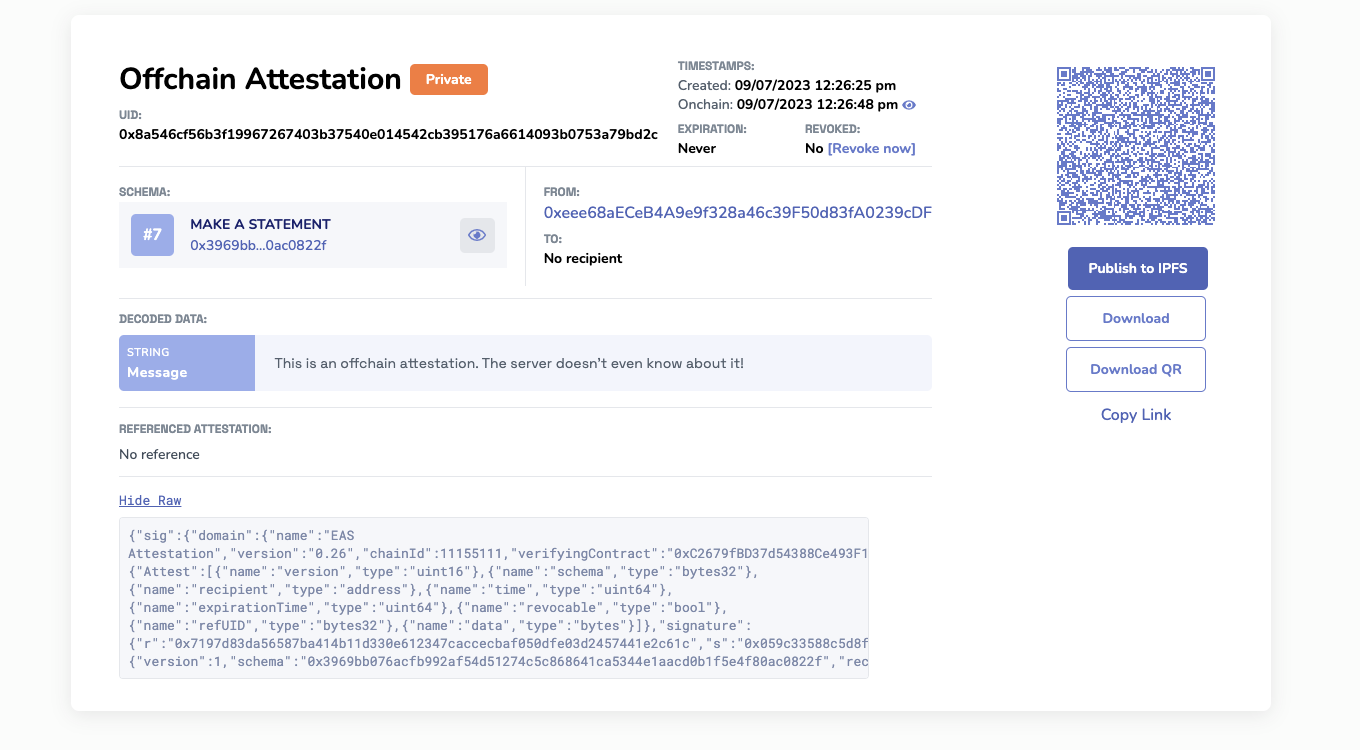 Offchain Attestation Private
UID:
0x8a546cf56b3f19967267403b37540e014542cb395176a6614093b0753a79bd2c
TIMESTAMPS:
Created: 09/07/2023 12:26:25 pm
Onchain: 09/07/2023 12:26:48 pm
EXPIRATION: REVOKED:
Never No [Revoke now]
SCHEMA:
#7 MAKE A STATEMENT
0x3969bb...0ac0822f
FROM:
0xeee68aECeB4A9e9f328a46c39F50d83fA0239cDF
TO:
No recipient
DECODED DATA:
STRING
Message
This is an offchain attestation. The server doesn't even know about it!
REFERENCED ATTESTATION:
No reference
Hide Raw
{"sig":{"domain":{"name":"EAS
Attestation","version":"0.26","chainId":11155111,"verifyingContract":"0xC2679fBD37d54388Ce493F1
{"Attest":[{"name":"version","type":"uint16"},{"name":"schema","type":"bytes32"},
{"name":"recipient","type":"address"},{"name":"time","type":"uint64"},
{"name":"expirationTime","type":"uint64"},{"name":"revocable","type":"bool"},
{"name":"refUID","type":"bytes32"},{"name":"data","type":"bytes"}]},"signature":
{"r":"0x7197d83da56587ba414b11d330e612347caccecbaf050dfe03d2457441e2c61c","s":"0x059c33588c5d8f
{"version":1,"schema":"0x3969bb076acfb992af54d51274c5c868641ca5344e1aacd0b1f5e4f80ac0822f","rec
Publish to IPFS
Download
Download QR
Copy Link